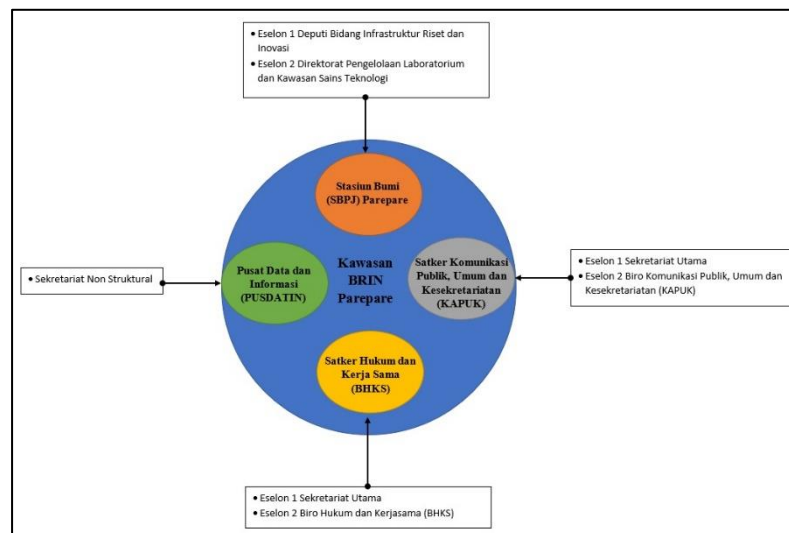 • Eselon 1 Deputi Bidang Infrastruktur Riset dan
Inovasi
• Eselon 2 Direktorat Pengelolaan Laboratorium
dan Kawasan Sains Teknologi
Stasiun Bumi
(SBPJ) Parepare
• Sekretariat Non Struktural
Pusat Data dan
Informasi
(PUSDATIN)
Kawasan
BRIN
Parepare
Satker Komunikasi
Publik, Umum dan
Kesekretariatan
(KAPUK)
• Eselon 1 Sekretariat Utama
• Eselon 2 Biro Komunikasi Publik, Umum dan
Kesekretariatan (KAPUK)
Satker Hukum dan
Kerja Sama
(BHKS)
• Eselon 1 Sekretariat Utama
• Eselon 2 Biro Hukum dan Kerjasama (BHKS)